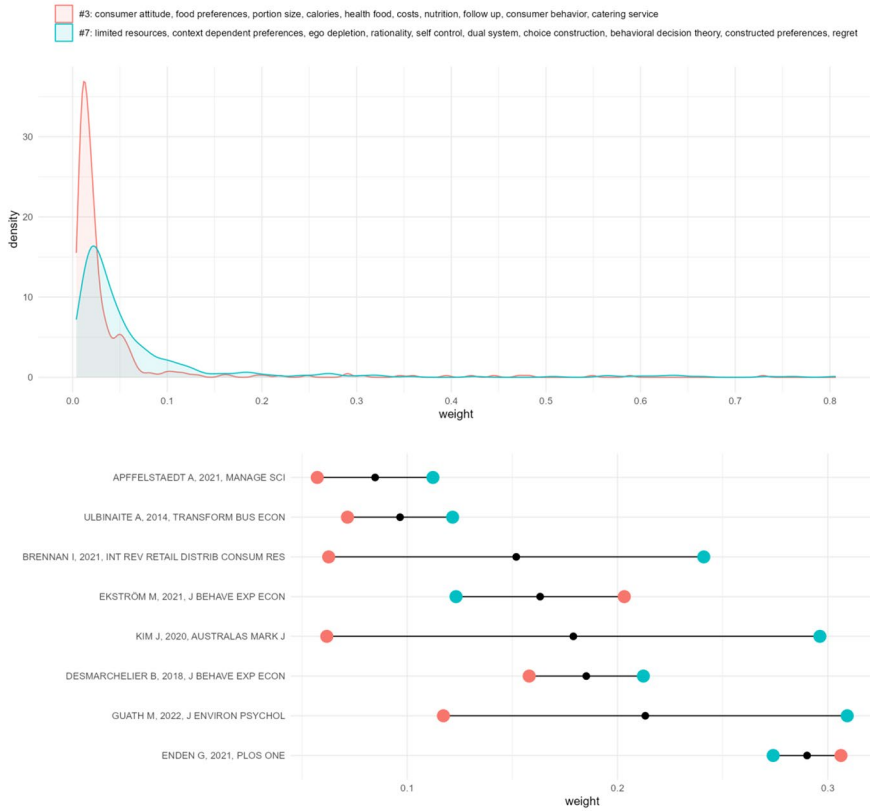 #3: consumer attitude, food preferences, portion size, calories, health food, costs, nutrition, follow up, consumer behavior, catering service
#7: limited resources, context dependent preferences, ego depletion, rationality, self control, dual system, choice construction, behavioral decision theory, constructed preferences, regret
density
30
20
10
0
0.0 0.1 0.2 0.3 0.4 0.5 0.6 0.7 0.8
weight
APFFELSTAEDT A, 2021, MANAGE SCI
ULBINAITE A, 2014, TRANSFORM BUS ECON
BRENNAN I, 2021, INT REV RETAIL DISTRIB CONSUM RES
EKSTRÖM M, 2021, J BEHAVE EXP ECON
KIM J, 2020, AUSTRALAS MARK J
DESMARCHELIER B, 2018, J BEHAVE EXP ECON
GUATH M, 2022, J ENVIRON PSYCHOL
ENDEN G, 2021, PLOS ONE
0.1 0.2 0.3
weight